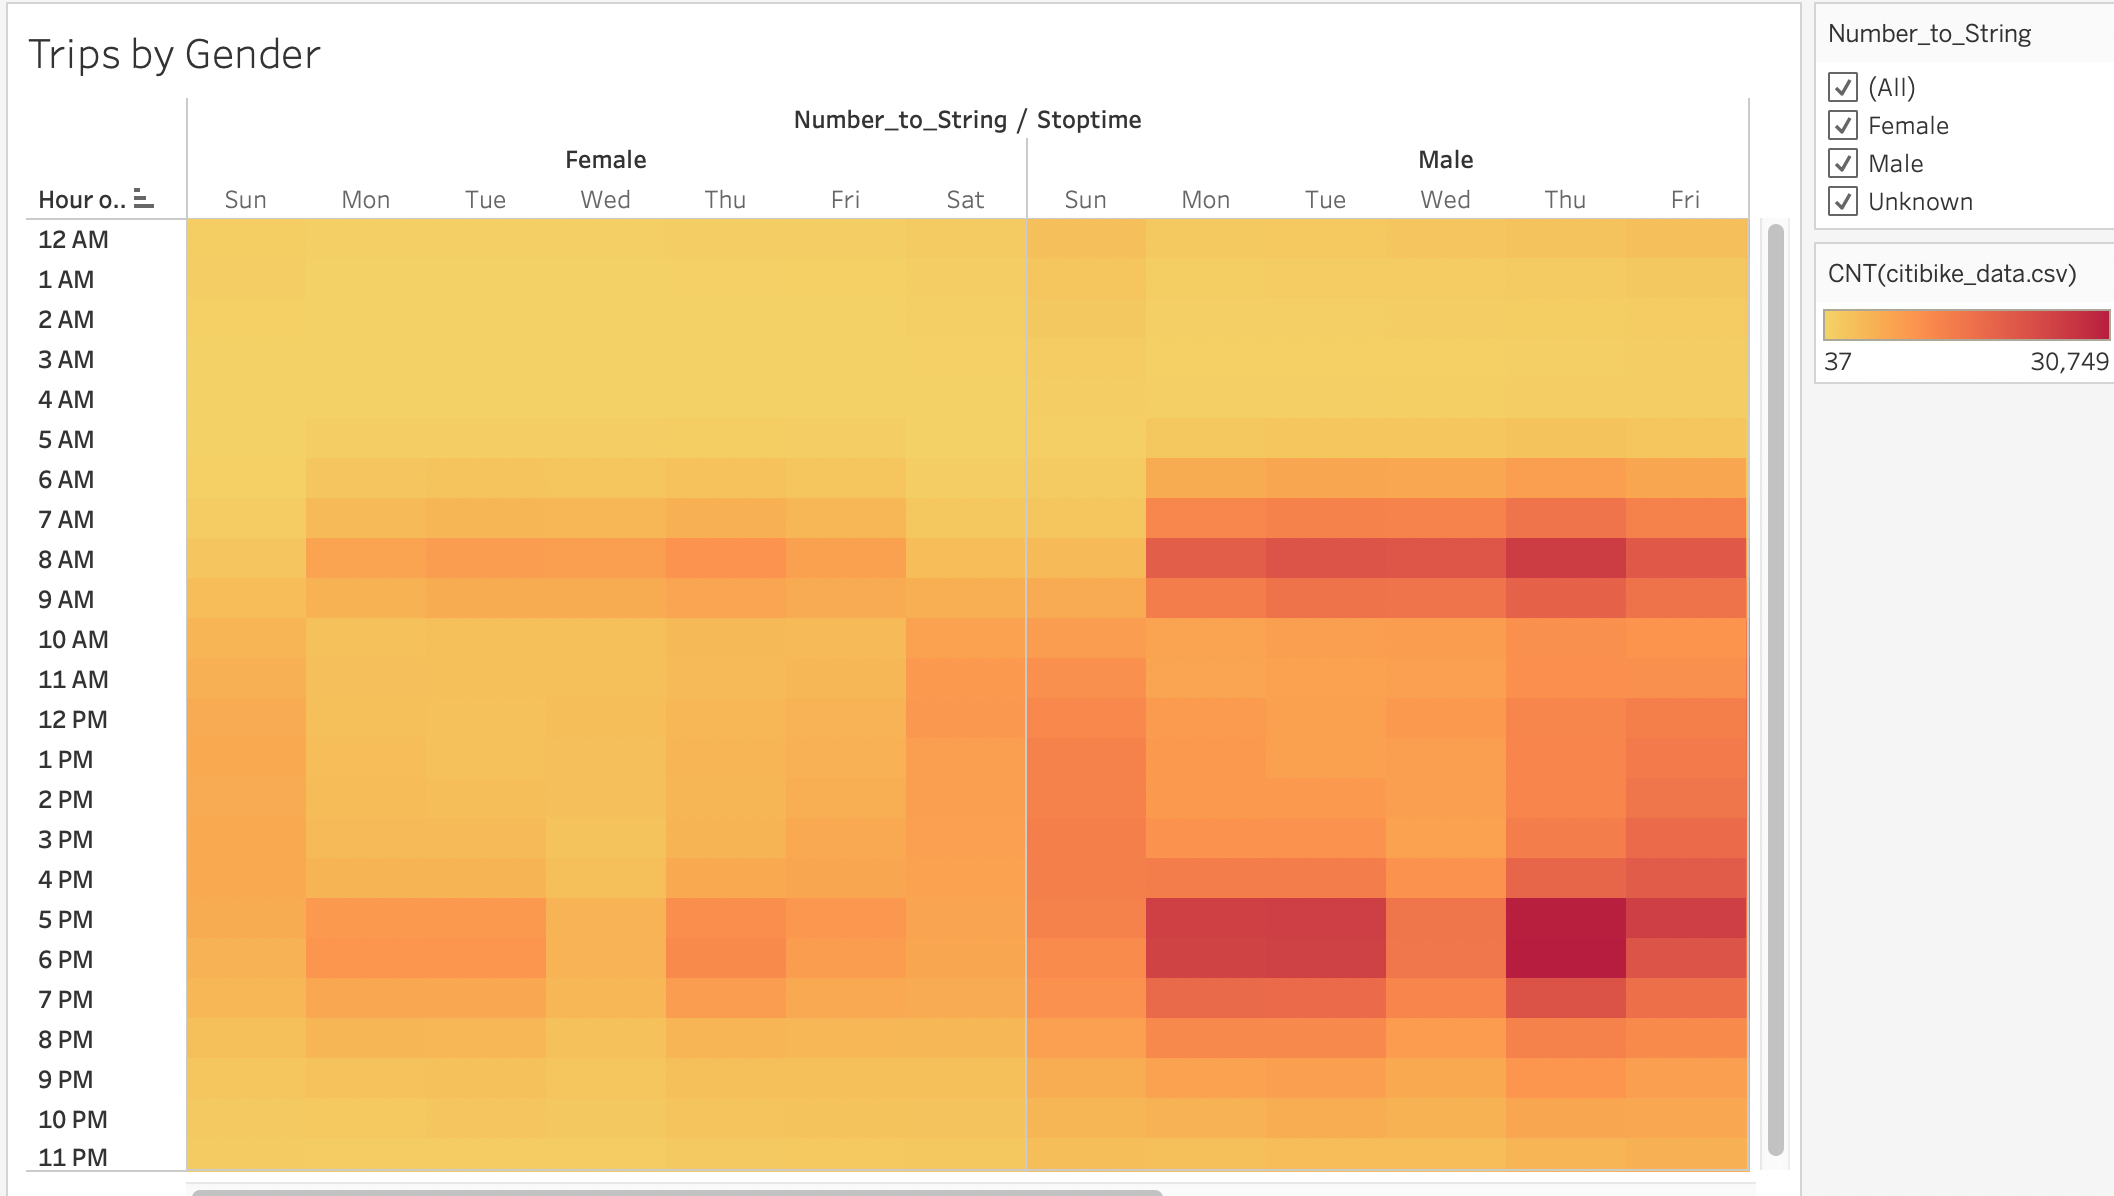 Trips by Gender
Number_to_String / Stoptime
Female Male
Hour o.. Sun Mon Tue Wed Thu Fri Sat Sun Mon Tue Wed Thu Fri
12 AM
1 AM
2 AM
3 AM
4 AM
5 AM
6 AM
7 AM
8 AM
9 AM
10 AM
11 AM
12 PM
1 PM
2 PM
3 PM
4 PM
5 PM
6 PM
7 PM
8 PM
9 PM
10 PM
11 PM
Number_to_String
(All)
Female
Male
Unknown
CNT(citibike_data.csv)
37 30,749